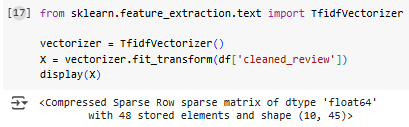 [17] from sklearn.feature_extraction.text import TfidfVectorizer
vectorizer = TfidfVectorizer()
X = vectorizer.fit_transform(df['cleaned_review'])
display(X)
<Compressed Sparse Row sparse matrix of dtype 'float64'
with 48 stored elements and shape (10, 45)>